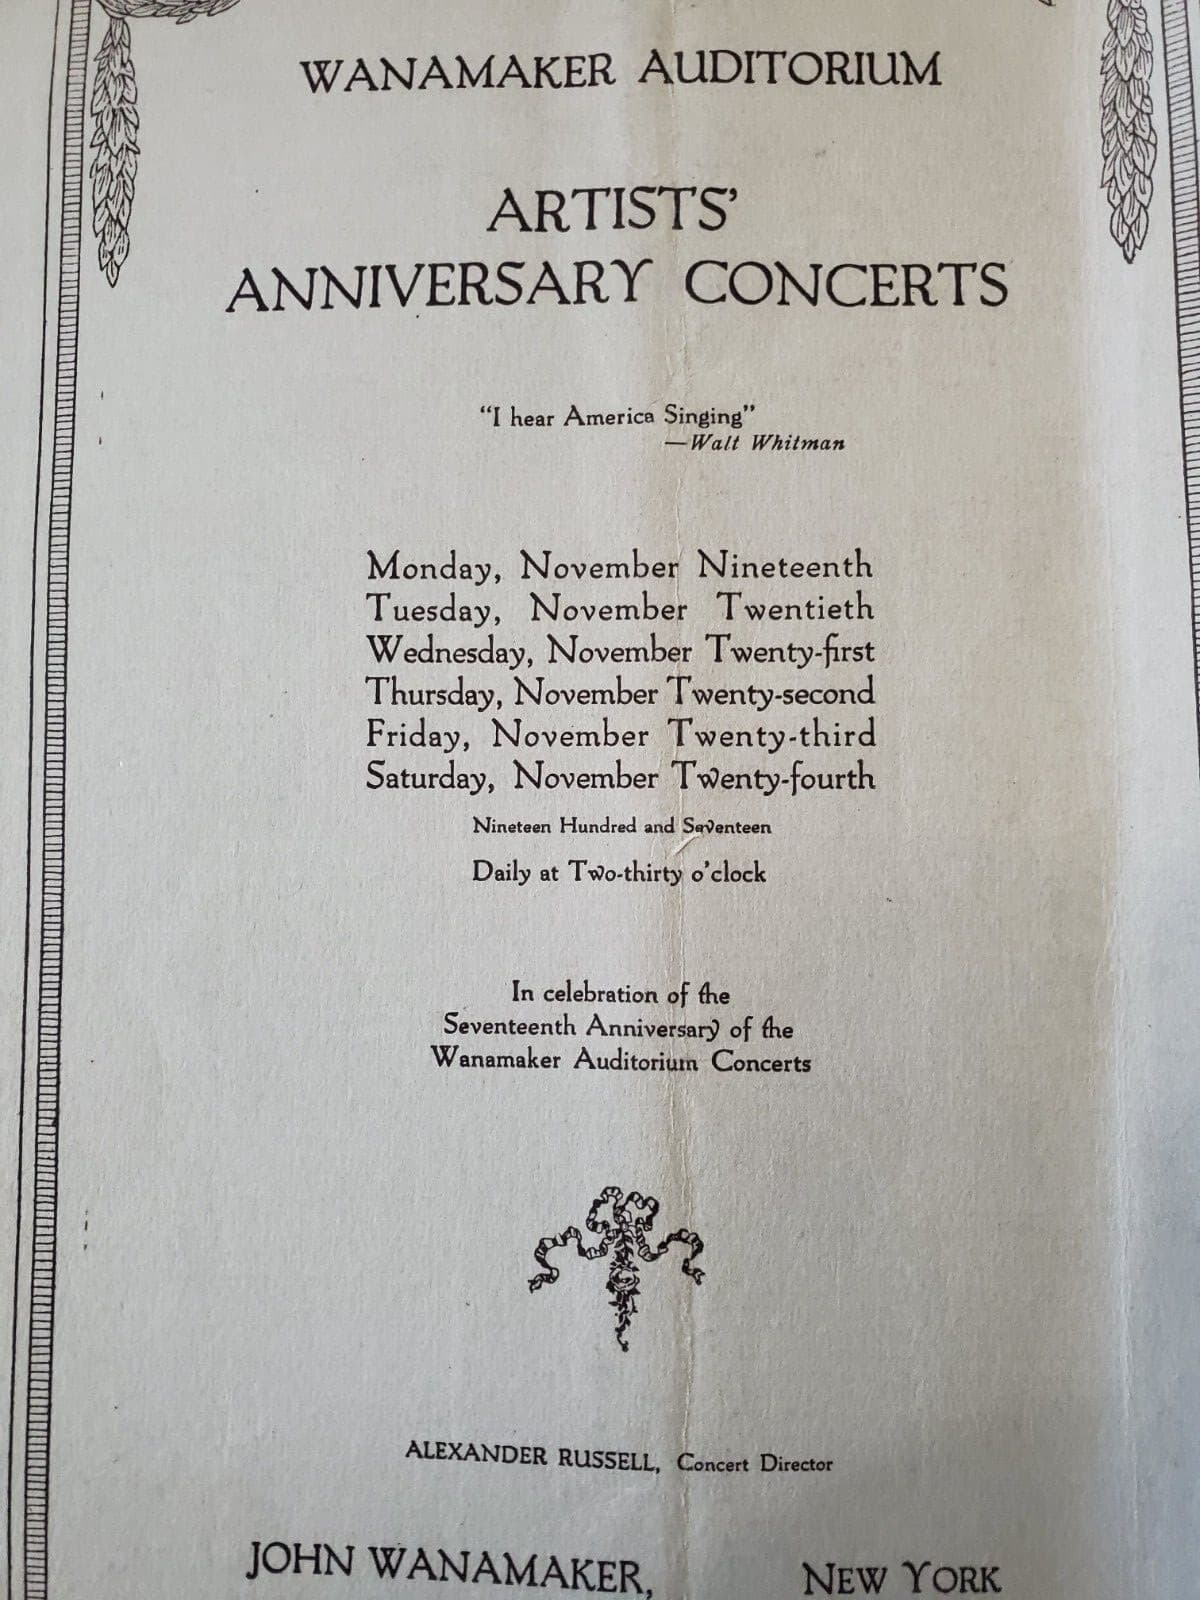 WANAMAKER AUDITORIUM
ARTISTS'
ANNIVERSARY CONCERTS
“I hear America Singing”
—Walt Whitman
Monday, November Nineteenth
Tuesday, November Twentieth
Wednesday, November Twenty-first
Thursday, November Twenty-second
Friday, November Twenty-third
Saturday, November Twenty-fourth
Nineteen Hundred and Seventeen
Daily at Two-thirty o'clock
In celebration of the
Seventeenth Anniversary of the
Wanamaker Auditorium Concerts
ALEXANDER RUSSELL, Concert Director
JOHN WANAMAKER, NEW YORK